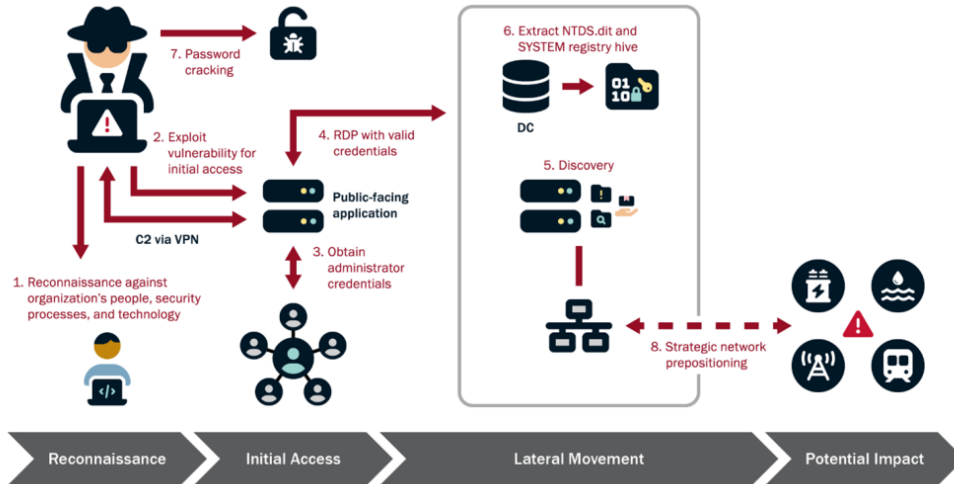 7. Password
cracking
2. Exploit
vulnerability for
initial access
C2 via VPN
1. Reconnaissance against
organization's people, security
processes, and technology
</>
Public-facing
application
3. Obtain
administrator
credentials
4. RDP with valid
credentials
6. Extract NTDS.dit and
SYSTEM registry hive
01
10
DC
5. Discovery
8. Strategic network
prepositioning
Reconnaissance
Initial Access
Lateral Movement
Potential Impact